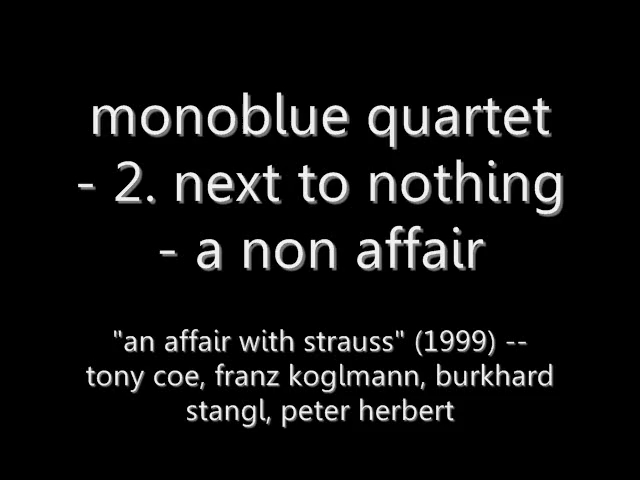 monoblue quartet
- 2. next to nothing
- a non affair
"an affair with strauss" (1999) --
tony coe, franz koglmann, burkhard
stangl, peter herbert